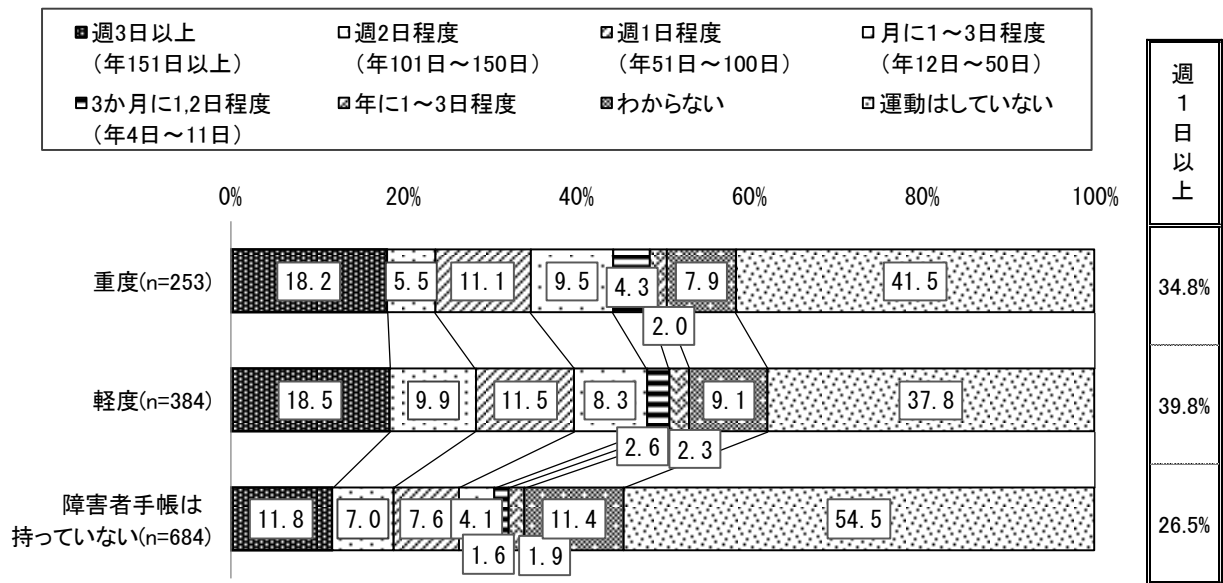 ■週3日以上
（年151日以上）
□週2日程度
（年101日～150日）
週1日程度
（年51日～100日）
□月に1～3日程度
（年12日～50日）
3か月に1,2日程度
（年4日～11日）
年に1～3日程度
わからない
運動はしていない
週1日以上
0%
20%
40%
60%
80%
100%
重度(n=253)
18.2
5.5
11.1
9.5
4.3
2.0
7.9
41.5
34.8%
軽度(n=384)
18.5
9.9
11.5
8.3
2.6
2.3
9.1
37.8
39.8%
障害者手帳は
持っていない(n=684)
11.8
7.0
7.6
4.1
1.6
1.9
11.4
54.5
26.5%